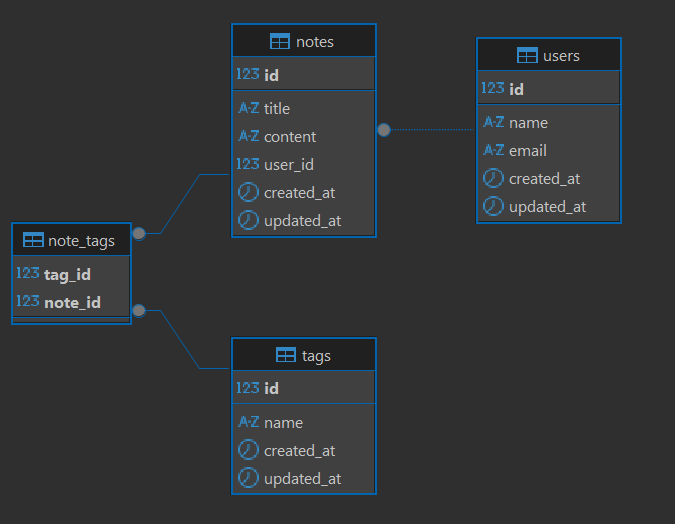 notes
123 id
A-Z title
A-Z content
123 user_id
created_at
updated_at
users
123 id
A-Z name
A-Z email
created_at
updated_at
note_tags
123 tag_id
123 note_id
tags
123 id
A-Z name
created_at
updated_at